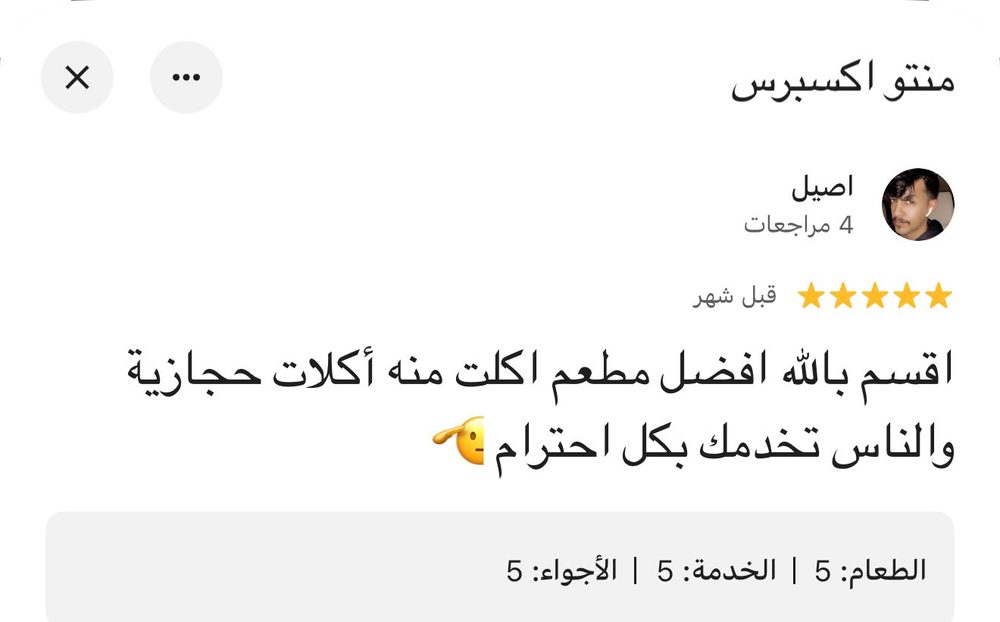 منتو اكسبرس
اصيل
4 مراجعات
قبل شهر
اقسم بالله افضل مطعم اكلت منه أكلات حجازية
والناس تخدمك بكل احترام 🫡
الطعام: 5 | الخدمة: 5 | الأجواء: 5